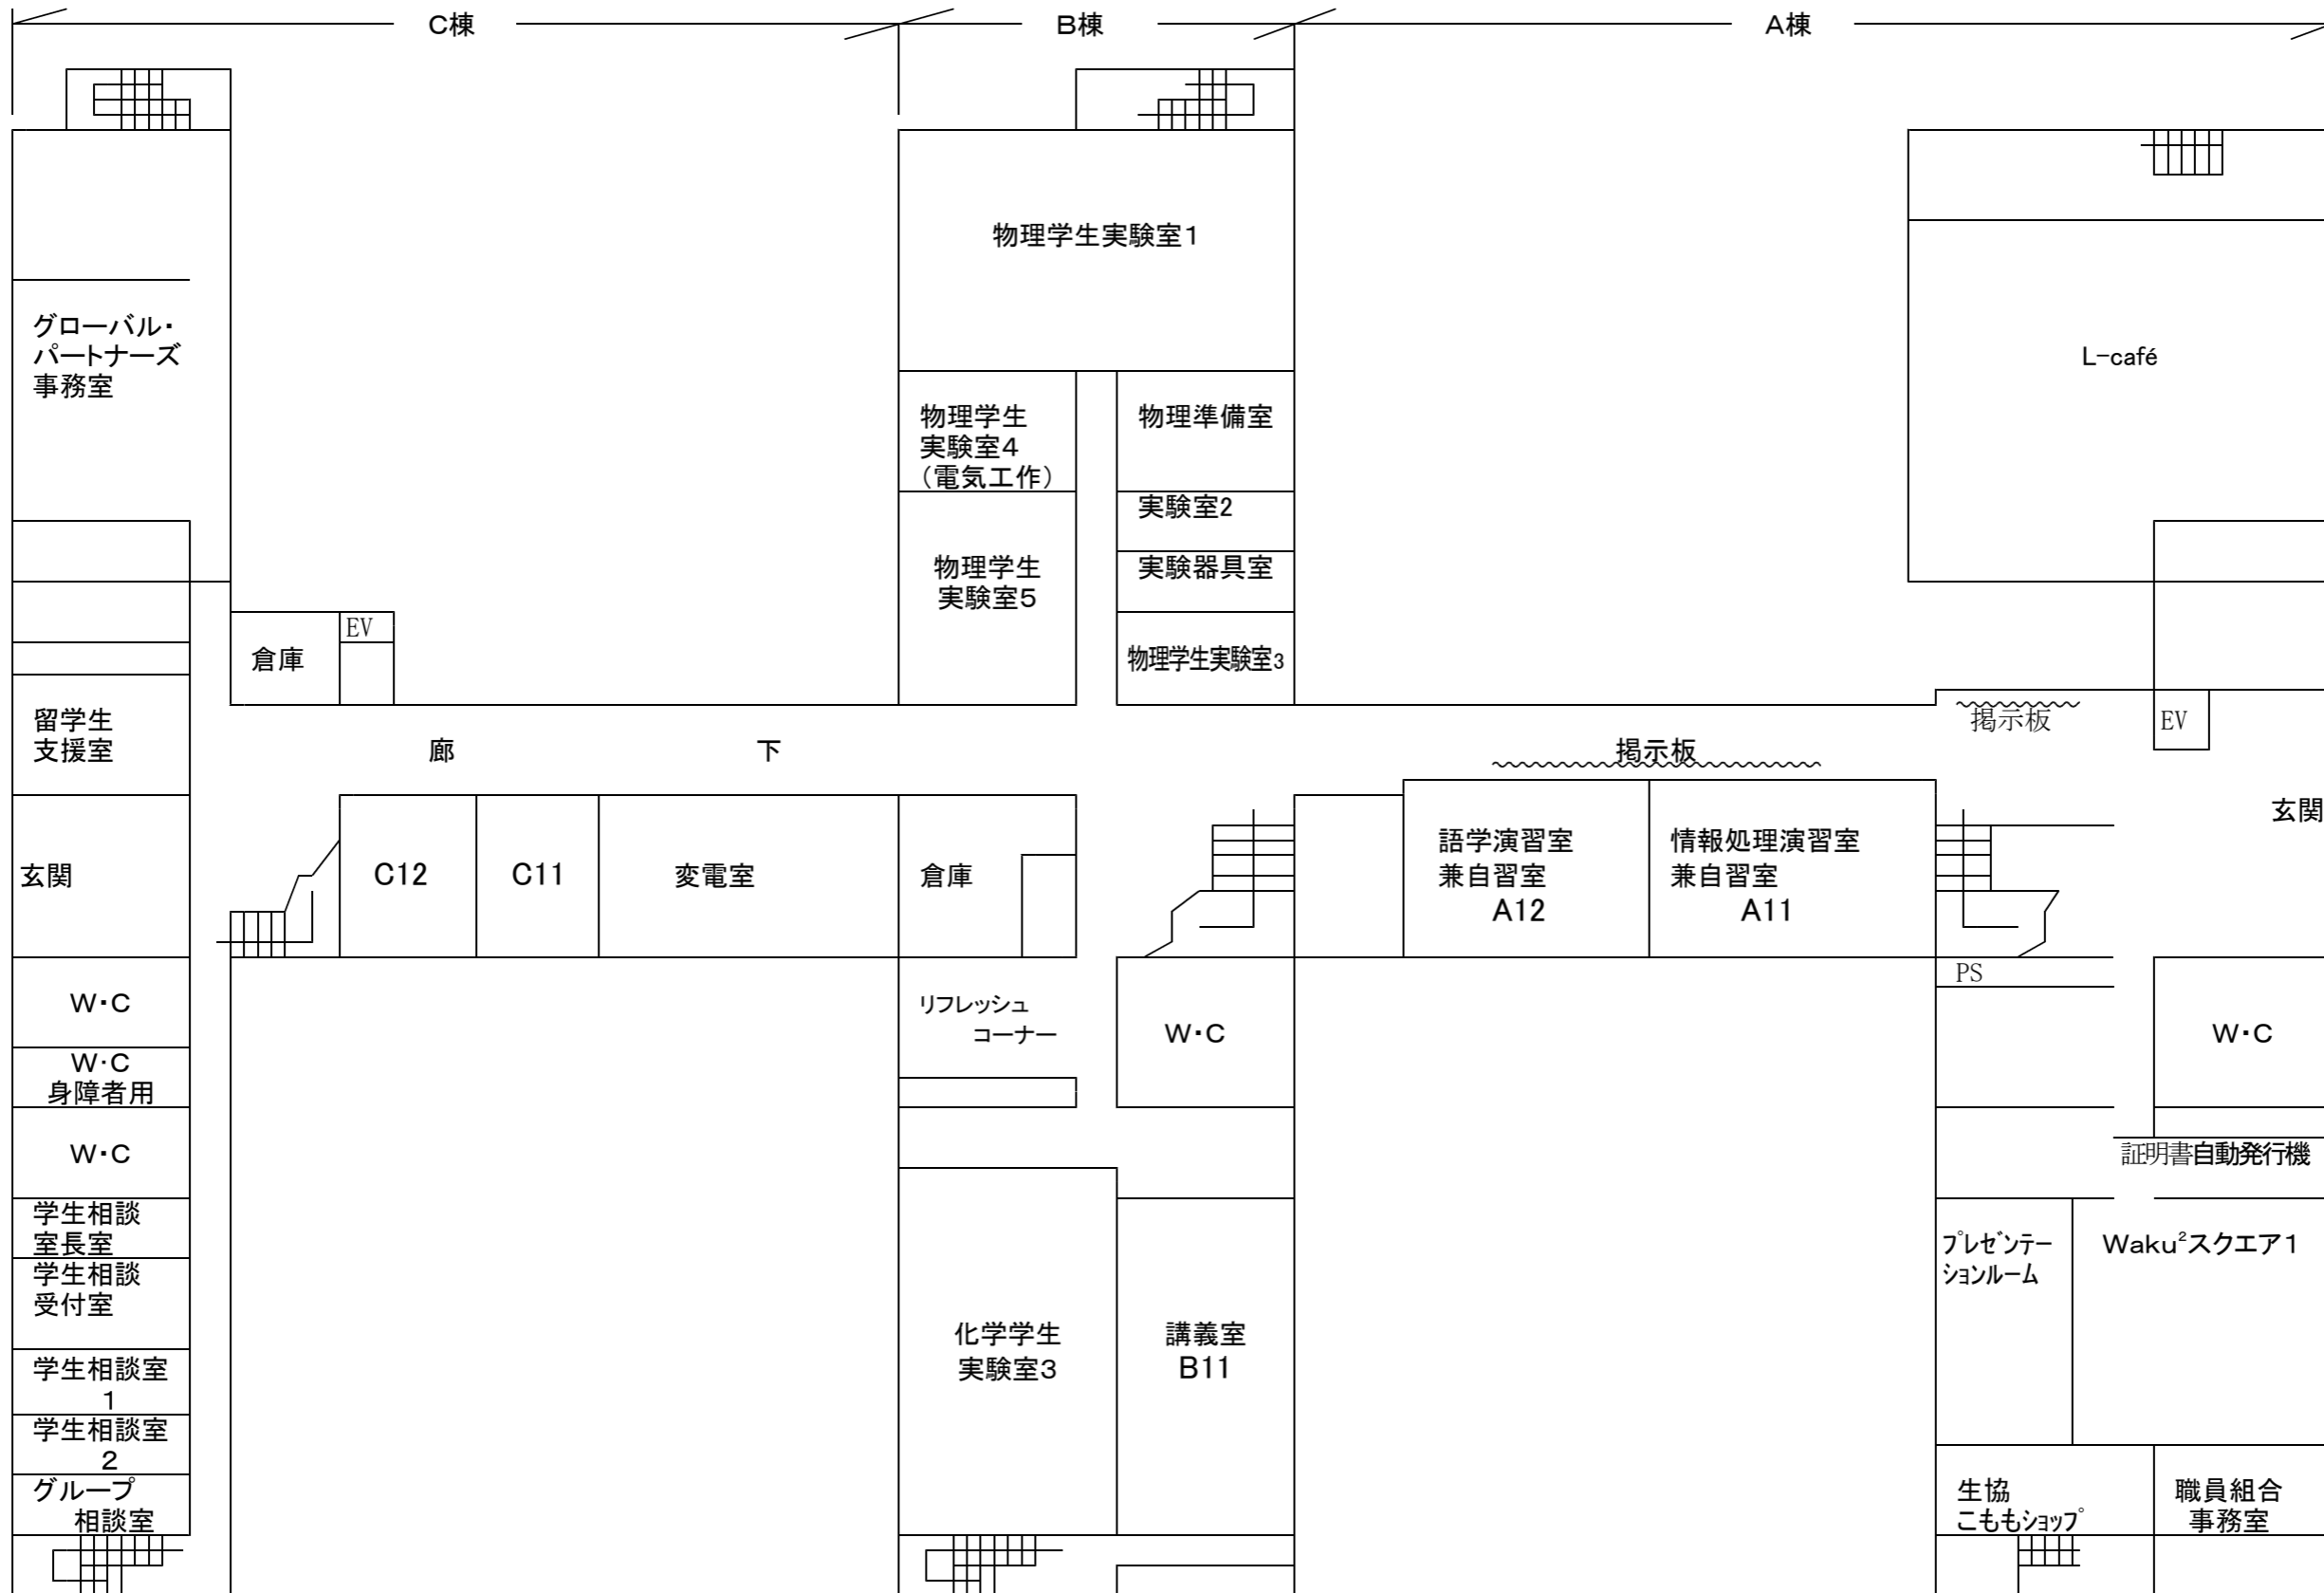 C棟
B棟
A棟
物理学生実験室1
グローバル・
パートナーズ
事務室
L-café
物理学生
実験室4
(電気工作)
物理準備室
実験室2
物理学生
実験室5
実験器具室
倉庫
EV
物理学生実験室3
留学生
支援室
廊 下
掲示板
掲示板
EV
玄関
玄関
C12
C11
変電室
倉庫
語学演習室
兼自習室
A12
情報処理演習室
兼自習室
A11
PS
W・C
リフレッシュ
コーナー
W・C
W・C
W・C
身障者用
W・C
証明書自動発行機
学生相談
室長室
学生相談
受付室
プレゼンテー
ションルーム
Waku²スクエア1
化学学生
実験室3
講義室
B11
学生相談室
1
学生相談室
2
グループ
相談室
生協
こももショップ
職員組合
事務室